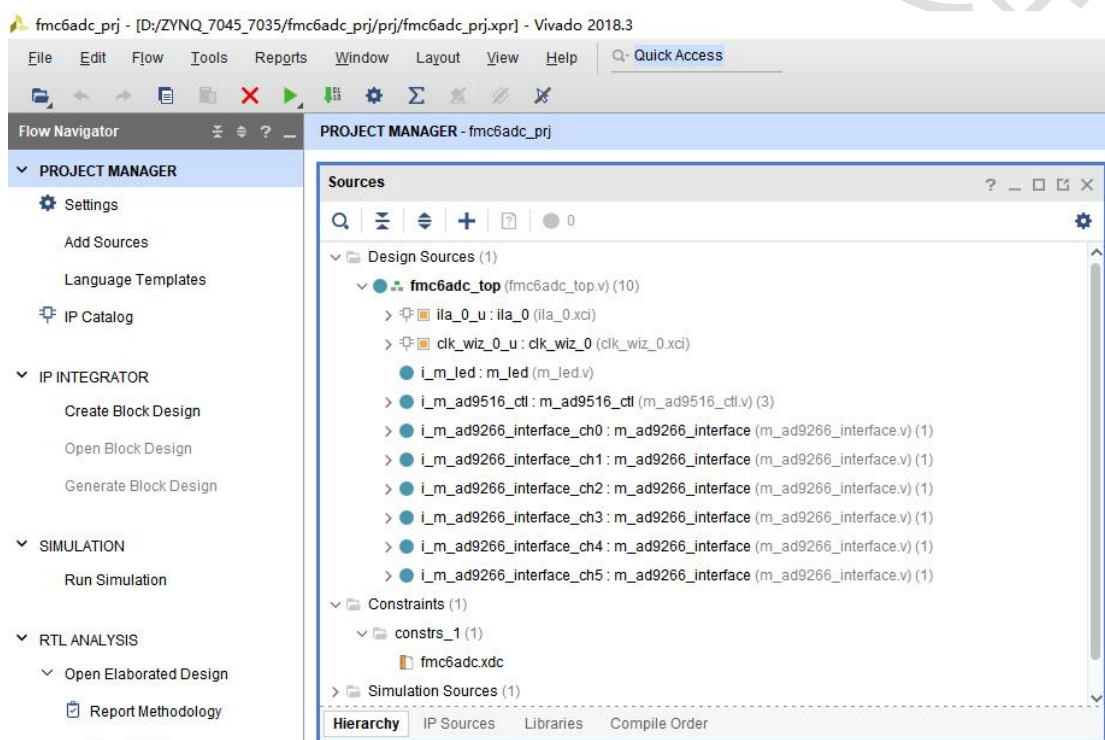 fmc6adc_prj - [D:/ZYNQ_7045_7035/fmc6adc_prj/prj/fmc6adc_prj.xpr] - Vivado 2018.3
File Edit Flow Tools Reports Window Layout View Help Quick Access
Flow Navigator
PROJECT MANAGER - fmc6adc_prj
PROJECT MANAGER
Settings
Add Sources
Language Templates
IP Catalog
IP INTEGRATOR
Create Block Design
Open Block Design
Generate Block Design
SIMULATION
Run Simulation
RTL ANALYSIS
Open Elaborated Design
Report Methodology
Sources
0
Design Sources (1)
fmc6adc_top (fmc6adc_top.v) (10)
ila_0_u : ila_0 (ila_0.xci)
clk_wiz_0_u : clk_wiz_0 (clk_wiz_0.xci)
i_m_led : m_led (m_led.v)
i_m_ad9516_ctl : m_ad9516_ctl (m_ad9516_ctl.v) (3)
i_m_ad9266_interface_ch0 : m_ad9266_interface (m_ad9266_interface.v) (1)
i_m_ad9266_interface_ch1 : m_ad9266_interface (m_ad9266_interface.v) (1)
i_m_ad9266_interface_ch2 : m_ad9266_interface (m_ad9266_interface.v) (1)
i_m_ad9266_interface_ch3 : m_ad9266_interface (m_ad9266_interface.v) (1)
i_m_ad9266_interface_ch4 : m_ad9266_interface (m_ad9266_interface.v) (1)
i_m_ad9266_interface_ch5 : m_ad9266_interface (m_ad9266_interface.v) (1)
Constraints (1)
constrs_1 (1)
fmc6adc.xdc
Simulation Sources (1)
Hierarchy IP Sources Libraries Compile Order